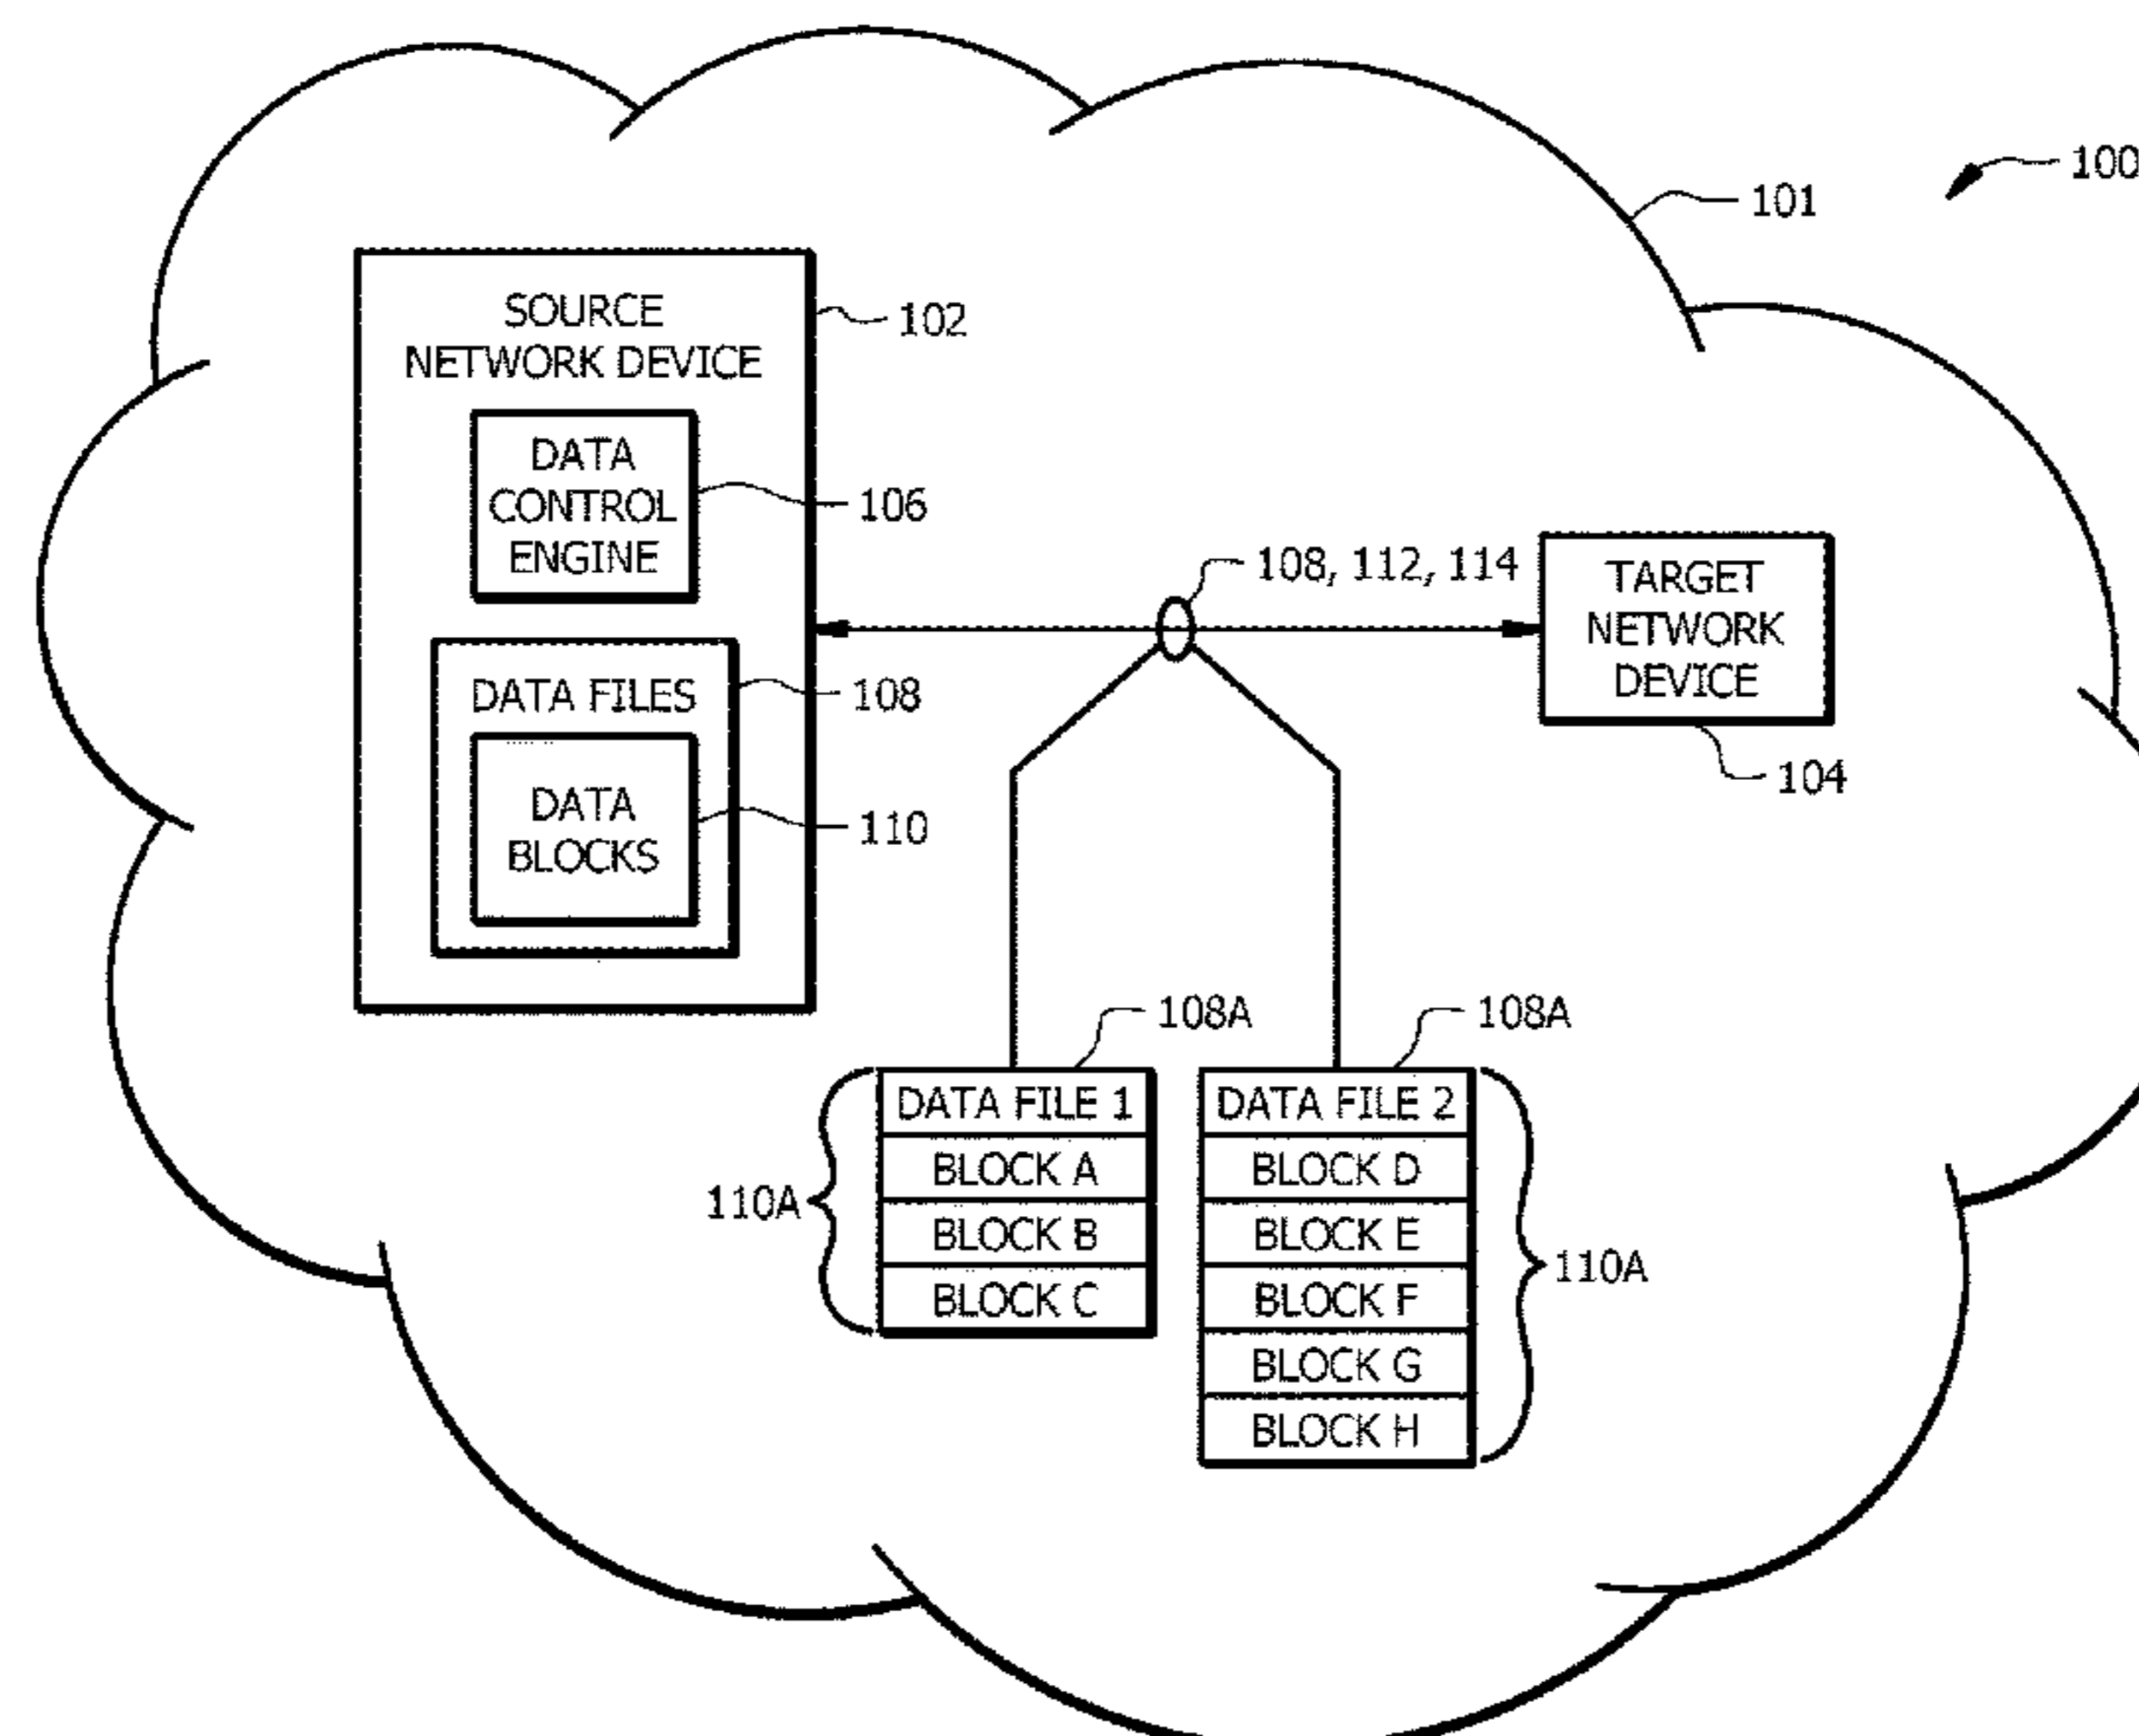 100
101
SOURCE
NETWORK DEVICE
102
DATA
CONTROL
ENGINE
106
108, 112, 114
TARGET
NETWORK
DEVICE
104
DATA FILES
108
DATA
BLOCKS
110
108A
108A
DATA FILE 1
BLOCK A
BLOCK B
BLOCK C
110A
DATA FILE 2
BLOCK D
BLOCK E
BLOCK F
BLOCK G
BLOCK H
110A